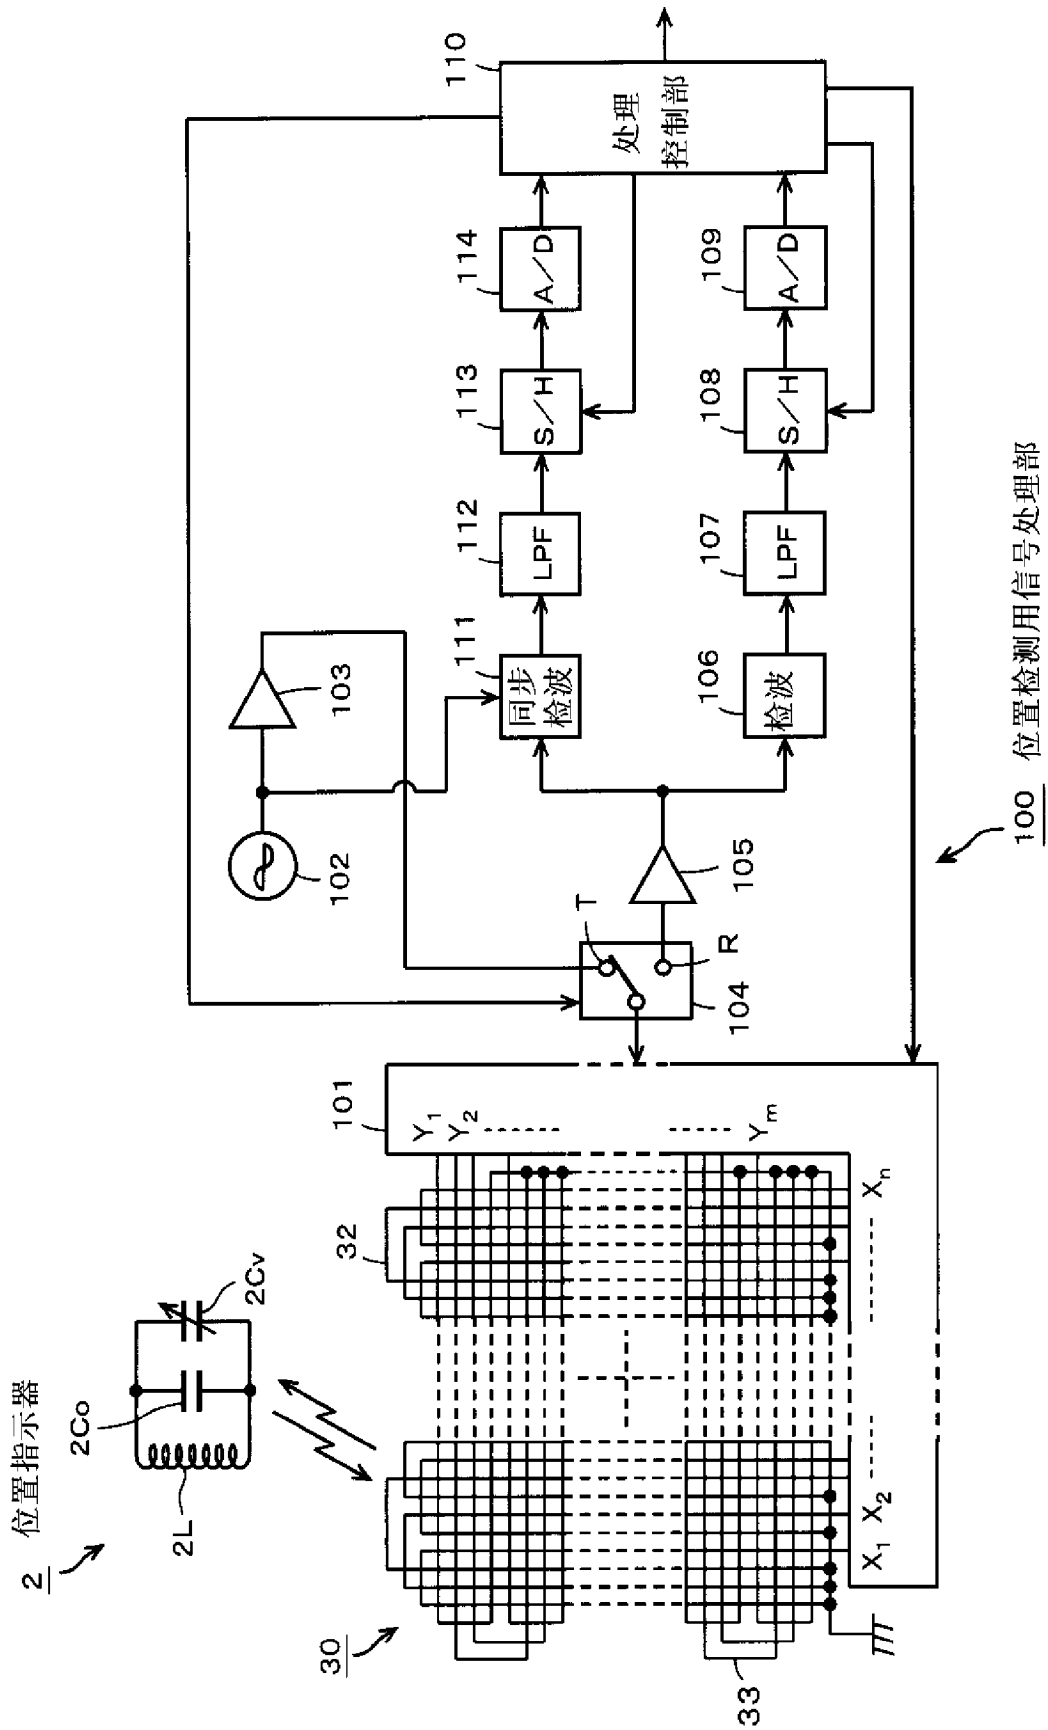 2 位置指示器
2Co
2Cv
2L
30
32
33
101
Y1
Y2
Ym
X1
X2
Xn
102
103
104
T
R
105
111
同步
检波
112
LPF
113
S/H
114
A/D
110
处理
控制部
106
检波
107
LPF
108
S/H
109
A/D
100 位置检测用信号处理部